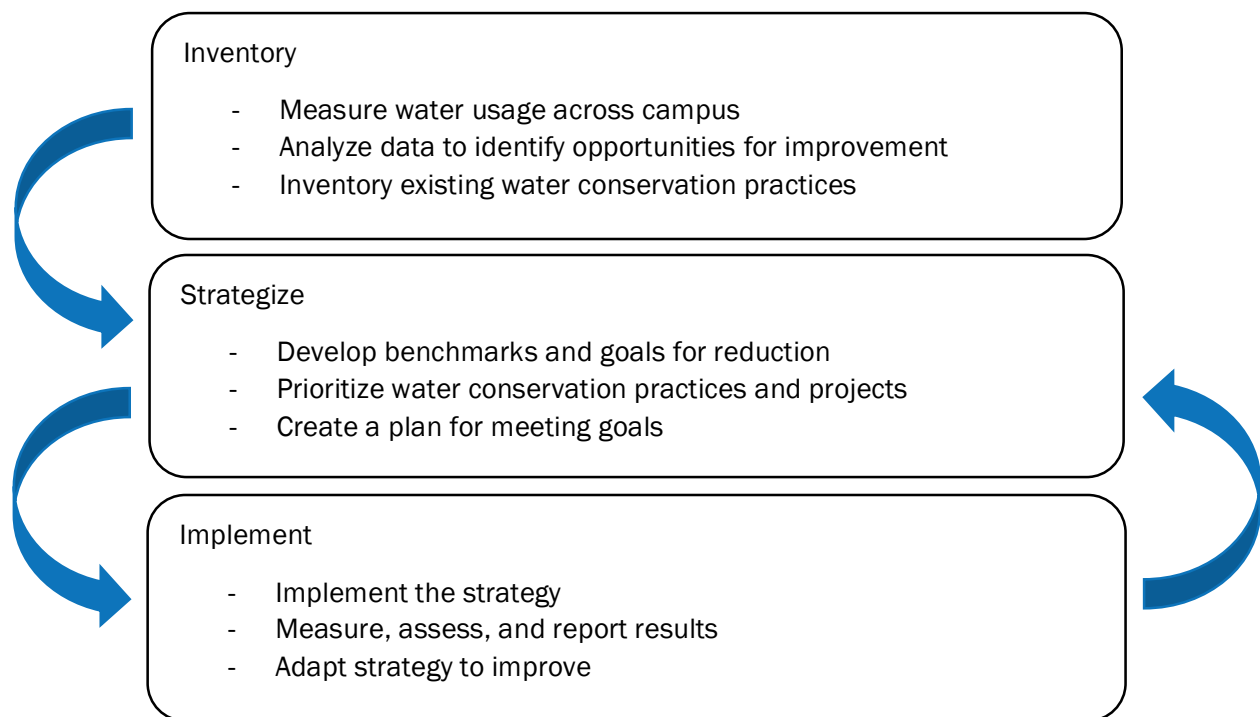 Inventory
- Measure water usage across campus
- Analyze data to identify opportunities for improvement
- Inventory existing water conservation practices
Strategize
- Develop benchmarks and goals for reduction
- Prioritize water conservation practices and projects
- Create a plan for meeting goals
Implement
- Implement the strategy
- Measure, assess, and report results
- Adapt strategy to improve